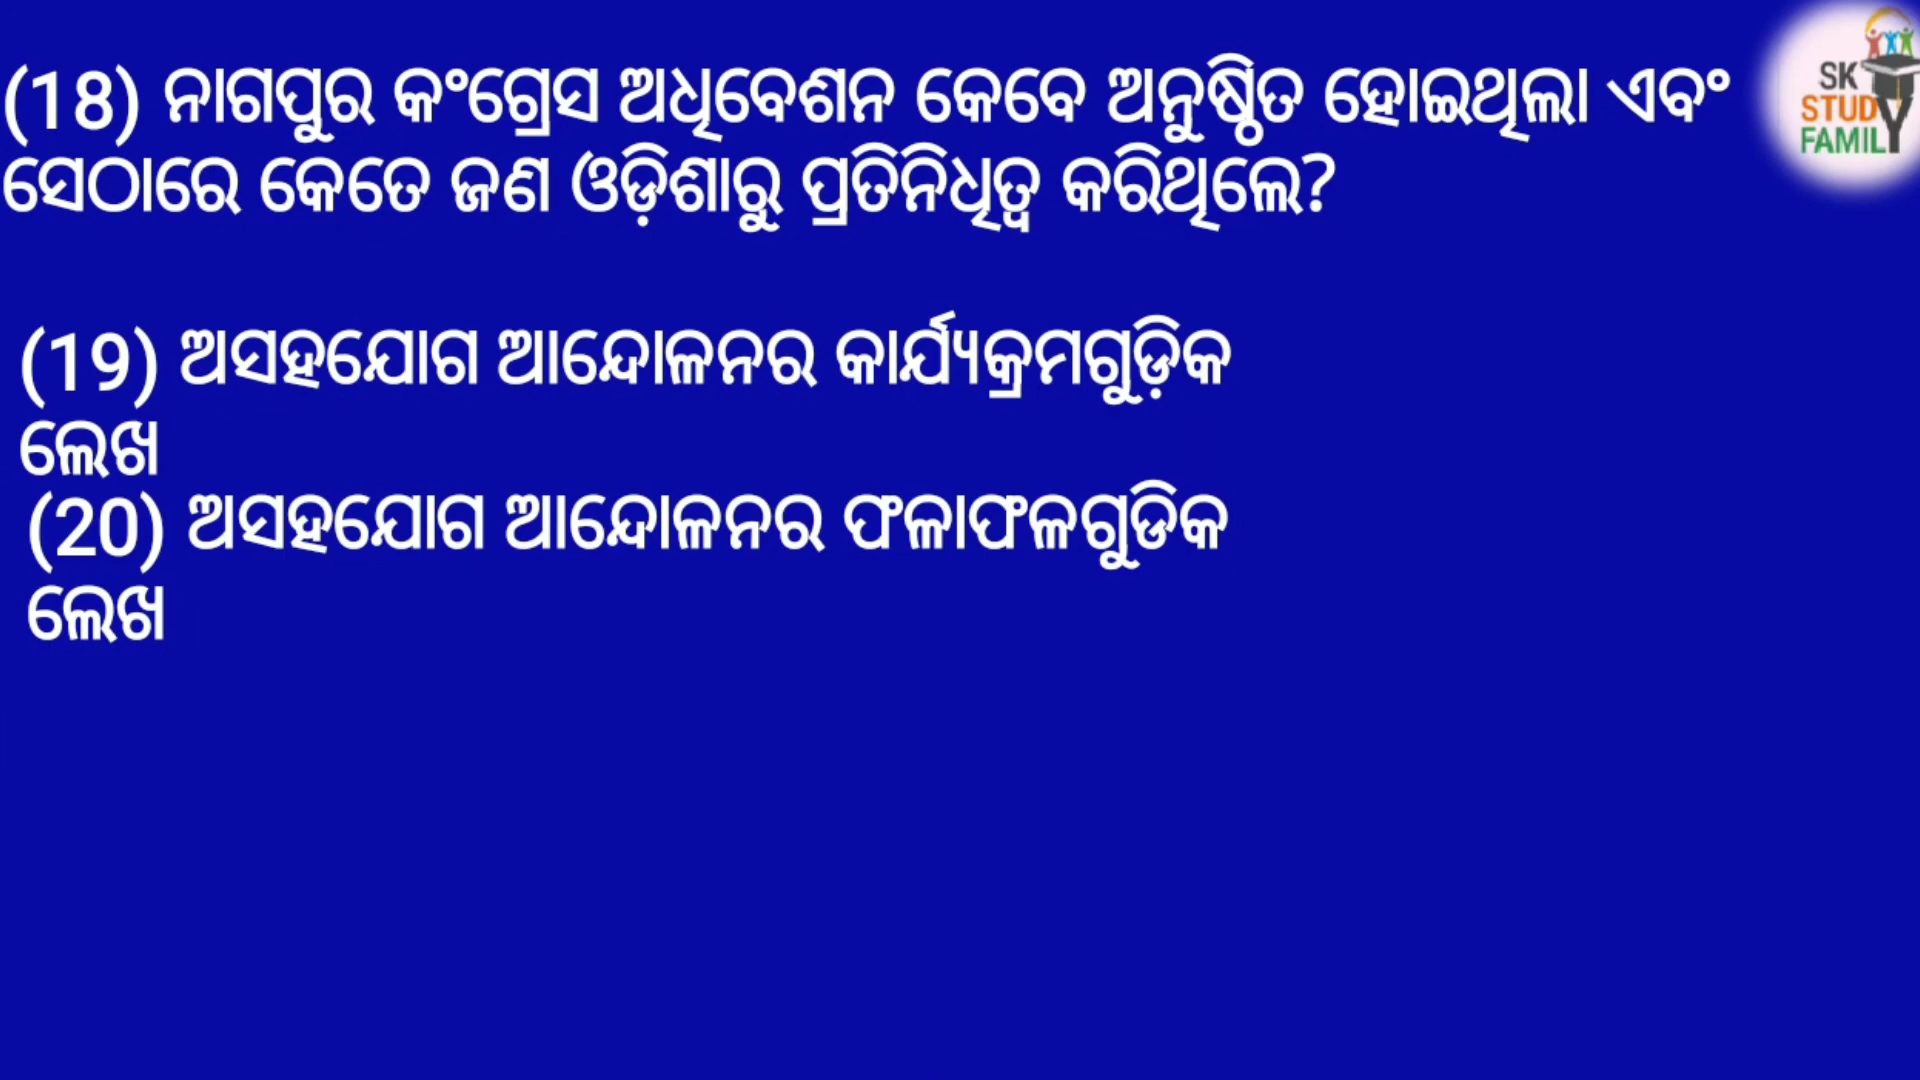 (18) ନାଗପୁର କଂଗ୍ରେସ ଅଧିବେଶନ କେବେ ଅନୁଷ୍ଠିତ ହୋଇଥିଲା ଏବଂ
ସେଠାରେ କେତେ ଜଣ ଓଡ଼ିଶାରୁ ପ୍ରତିନିଧିତ୍ୱ କରିଥିଲେ?
(19) ଅସହଯୋଗ ଆନ୍ଦୋଳନର କାର୍ଯ୍ୟକ୍ରମଗୁଡ଼ିକ
ଲେଖ
(20) ଅସହଯୋଗ ଆନ୍ଦୋଳନର ଫଳାଫଳଗୁଡିକ
ଲେଖ
SK
STUDY
FAMILY